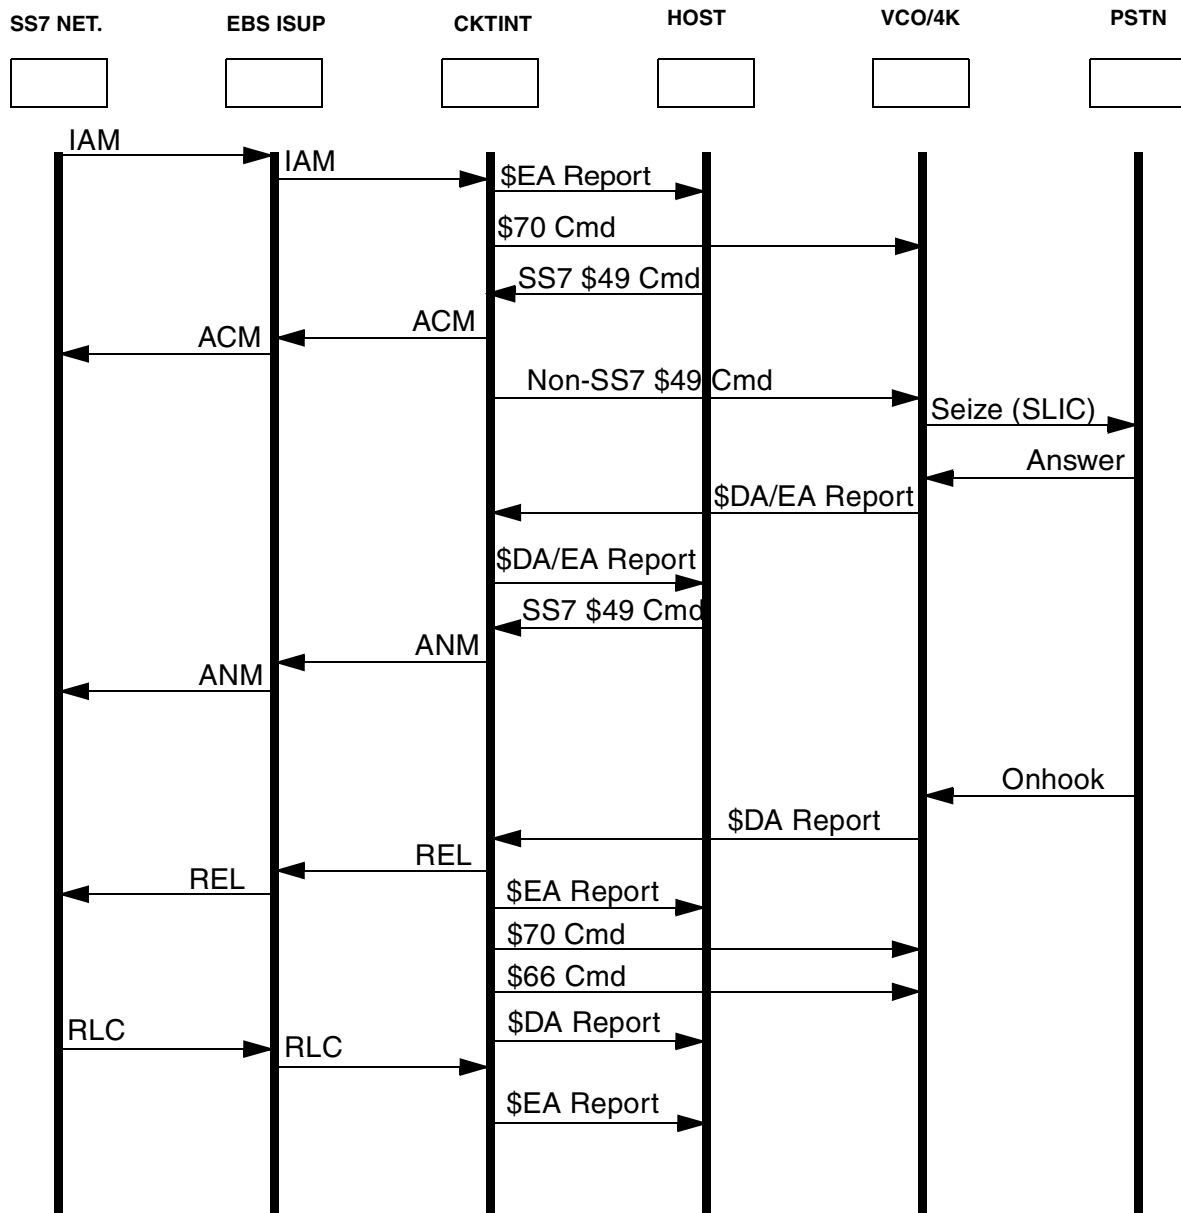 SS7 NET. EBS ISUP CKTINT HOST VCO/4K PSTN
IAM
IAM
$EA Report
$70 Cmd
SS7 $49 Cmd
ACM
ACM
Non-SS7 $49 Cmd
Seize (SLIC)
Answer
$DA/EA Report
$DA/EA Report
SS7 $49 Cmd
ANM
ANM
Onhook
$DA Report
REL
REL
$EA Report
$70 Cmd
$66 Cmd
$DA Report
RLC
RLC
$EA Report